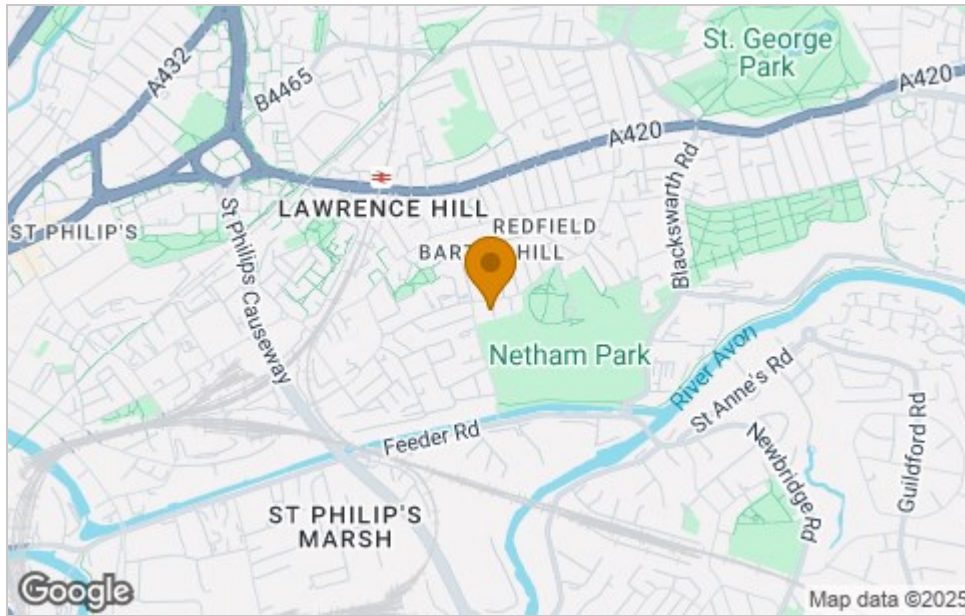 St. George
Park
A432
B4465
A420
A420
Blackswarth Rd
ST PHILIP'S
LAWRENCE HILL
REDFIELD
HILL
St Philips Causeway
Netham Park
River Avon
St Anne's Rd
Feeder Rd
Newbridge Rd
Guildford Rd
ST PHILIP'S
MARSH
Google
Map data ©2025